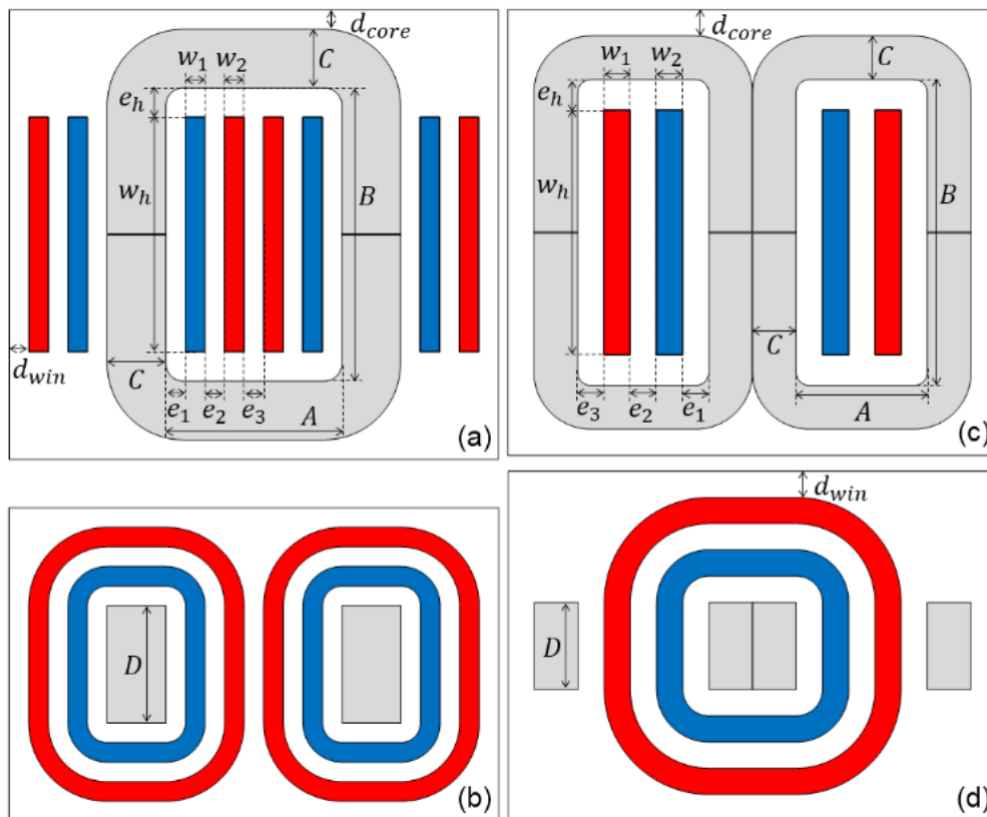 d_core
w_1 w_2
C
e_h
w_h
B
d_win
C
e_1 e_2 e_3 A
(a)
d_core
w_1 w_2
C
e_h
w_h
B
C
e_3 e_2 e_1 A
(c)
D
(b)
d_win
D
(d)